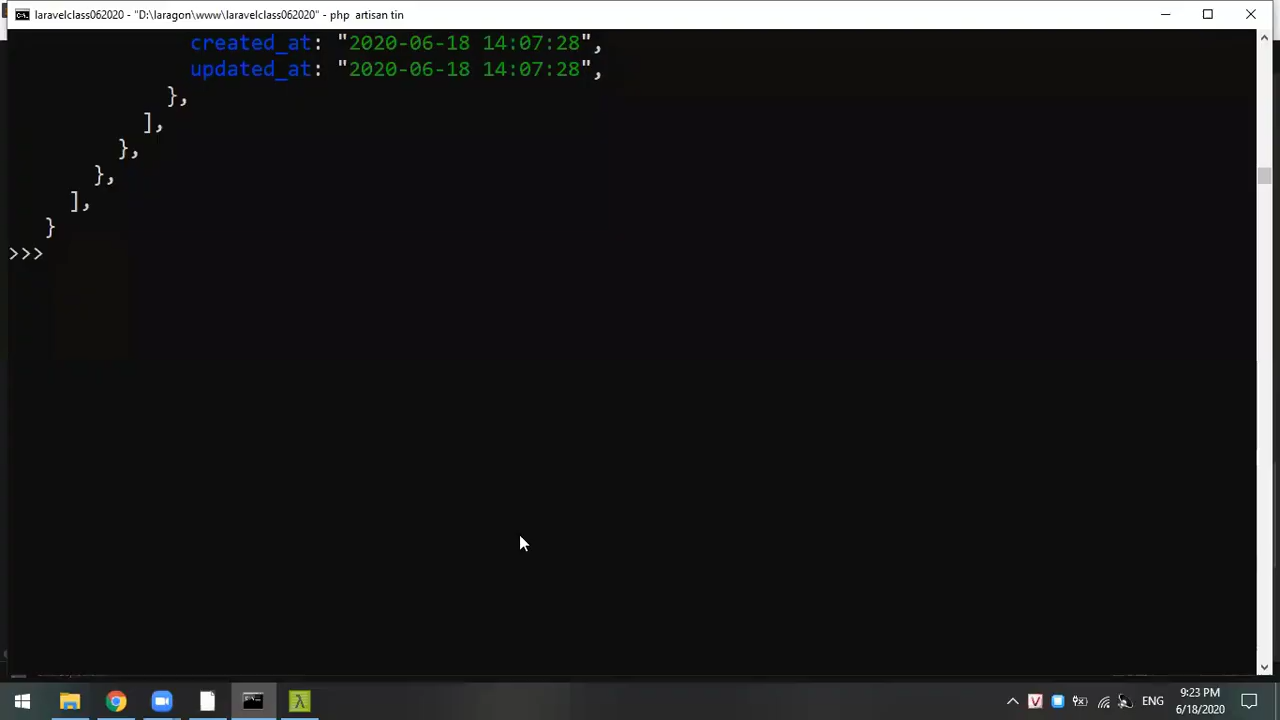 laravelclass062020 - "D:\laragon\www\laravelclass062020" - php  artisan tin
created_at: "2020-06-18 14:07:28",
updated_at: "2020-06-18 14:07:28",
},
],
},
},
],
}
>>>
λ
V
ENG
9:23 PM
6/18/2020